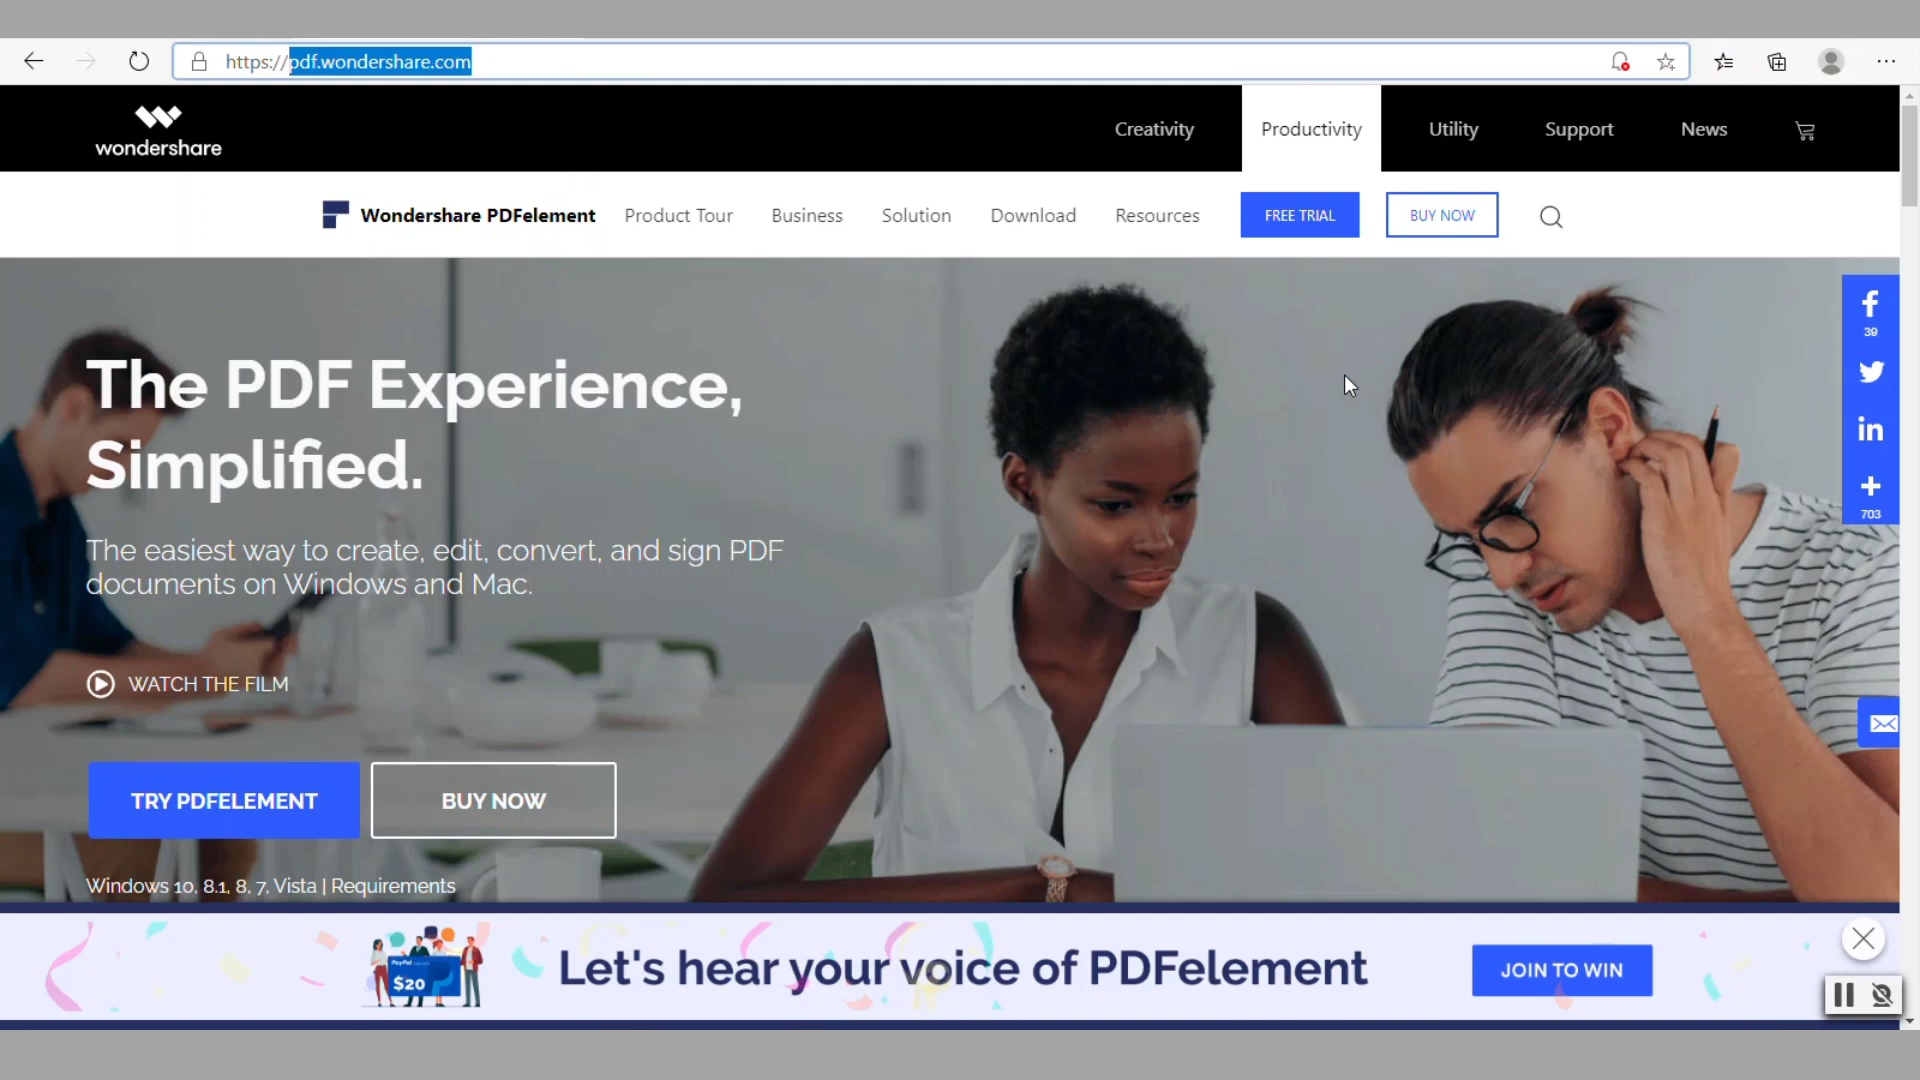 https://pdf.wondershare.com
wondershare
Creativity
Productivity
Utility
Support
News
Wondershare PDFelement
Product Tour
Business
Solution
Download
Resources
FREE TRIAL
BUY NOW
39
703
The PDF Experience,
Simplified.
The easiest way to create, edit, convert, and sign PDF
documents on Windows and Mac.
WATCH THE FILM
TRY PDFELEMENT
BUY NOW
Windows 10, 8.1, 8, 7, Vista | Requirements
PayPal
$20
Let's hear your voice of PDFelement
JOIN TO WIN